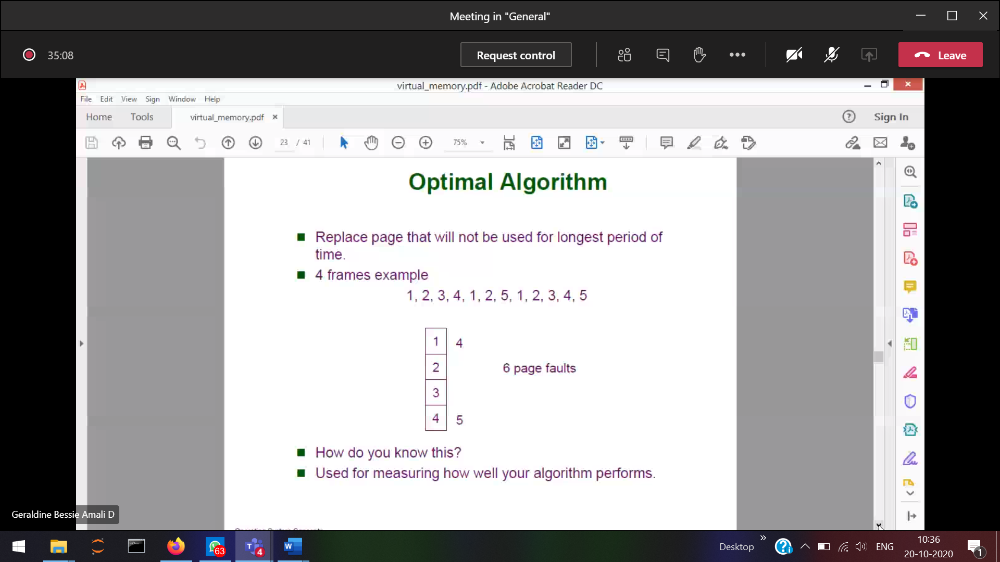 Meeting in "General"
35:08
Request control
Leave
virtual_memory.pdf - Adobe Acrobat Reader DC
File Edit View Sign Window Help
Home Tools virtual_memory.pdf × Sign In
23 / 41 75%
Optimal Algorithm
Replace page that will not be used for longest period of
time.
4 frames example
1, 2, 3, 4, 1, 2, 5, 1, 2, 3, 4, 5
1 4
2
6 page faults
3
4 5
How do you know this?
Used for measuring how well your algorithm performs.
Geraldine Bessie Amali D
Operating System Concepts
63
4
Desktop
ENG
10:36
20-10-2020
1